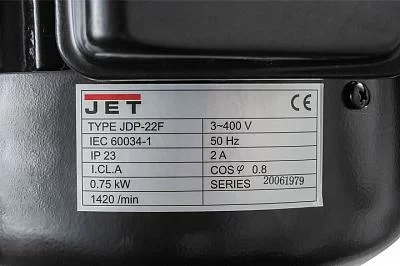 JET CE
TYPE JDP-22F 3~400 V
IEC 60034-1 50 Hz
IP 23 2 A
I.CL.A COSφ 0.8
0.75 kW SERIES 20061979
1420 /min